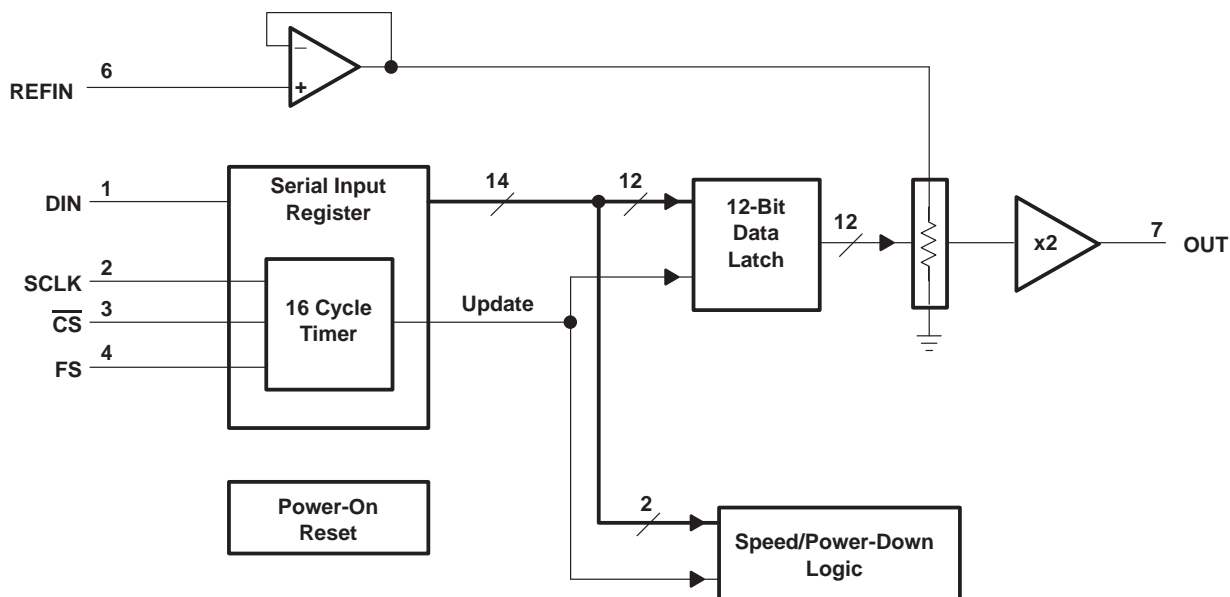 6
REFIN
–
+
DIN
1
Serial Input
Register
14
12
12-Bit
Data
Latch
12
x2
7
OUT
SCLK
2
CS
3
FS
4
16 Cycle
Timer
Update
Power-On
Reset
2
Speed/Power-Down
Logic